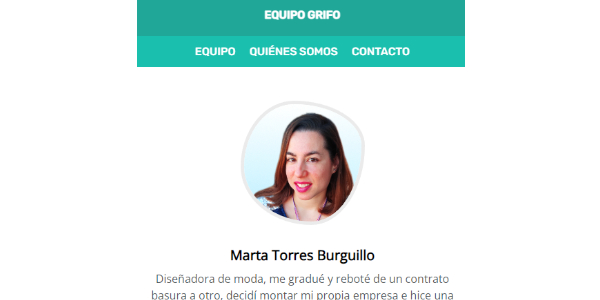 EQUIPO GRIFO
EQUIPO QUIÉNES SOMOS CONTACTO
Marta Torres Burguillo
Diseñadora de moda, me gradué y reboté de un contrato
basura a otro, decidí montar mi propia empresa e hice una